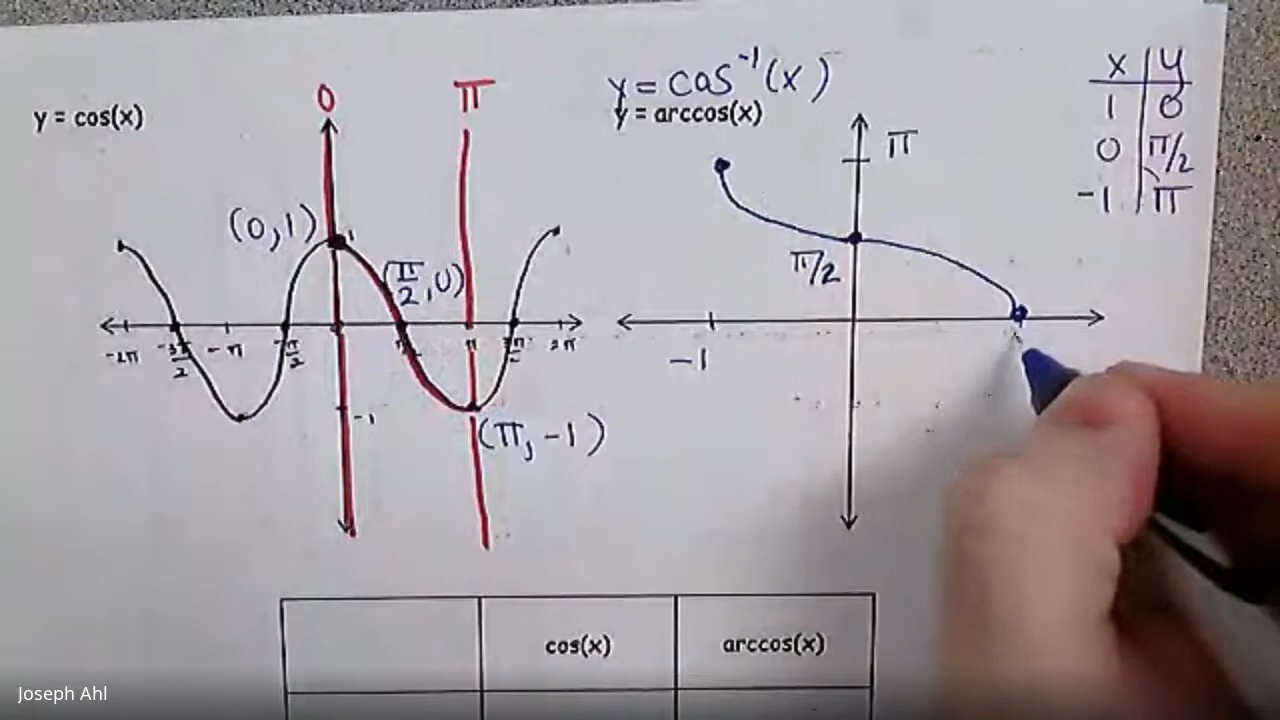 y = cos(x)
0
π
(0,1)
1
(π/2, 0)
-2π
-3π/2
-π
-π/2
π
3π/2
2π
-1
(π, -1)
y = cos⁻¹(x)
y = arccos(x)
π
π/2
-1
x y
1 0
0 π/2
-1 π
cos(x) arccos(x)
Joseph Ahl